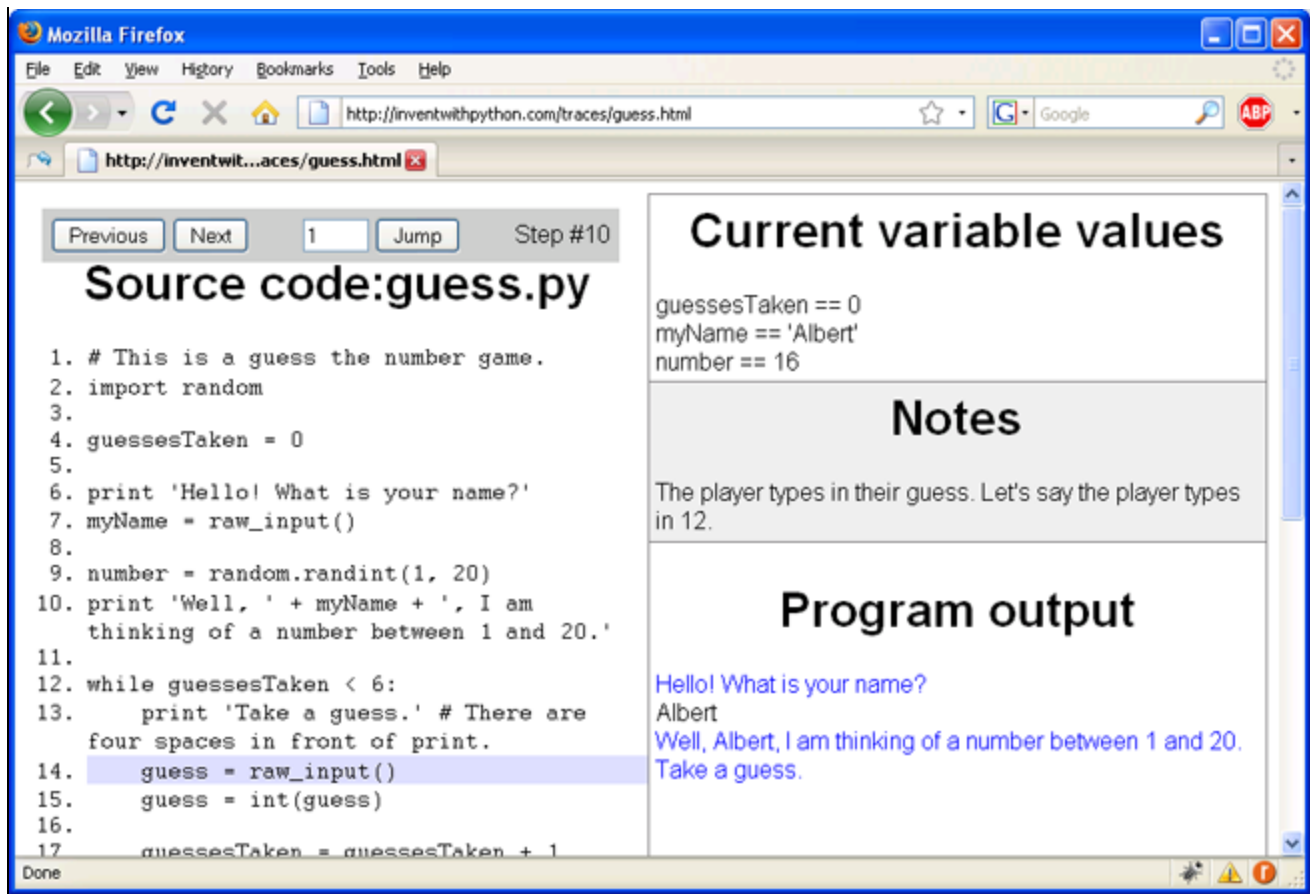 Mozilla Firefox
File Edit View History Bookmarks Tools Help
http://inventwithpython.com/traces/guess.html
G Google
ABP
http://inventwit...aces/guess.html
Previous Next 1 Jump Step #10
Source code:guess.py
1. # This is a guess the number game.
2. import random
3.
4. guessesTaken = 0
5.
6. print 'Hello! What is your name?'
7. myName = raw_input()
8.
9. number = random.randint(1, 20)
10. print 'Well, ' + myName + ', I am
thinking of a number between 1 and 20.'
11.
12. while guessesTaken < 6:
13. print 'Take a guess.' # There are
four spaces in front of print.
14. guess = raw_input()
15. guess = int(guess)
16.
17 guessesTaken = guessesTaken + 1
Current variable values
guessesTaken == 0
myName == 'Albert'
number == 16
Notes
The player types in their guess. Let's say the player types
in 12.
Program output
Hello! What is your name?
Albert
Well, Albert, I am thinking of a number between 1 and 20.
Take a guess.
Done